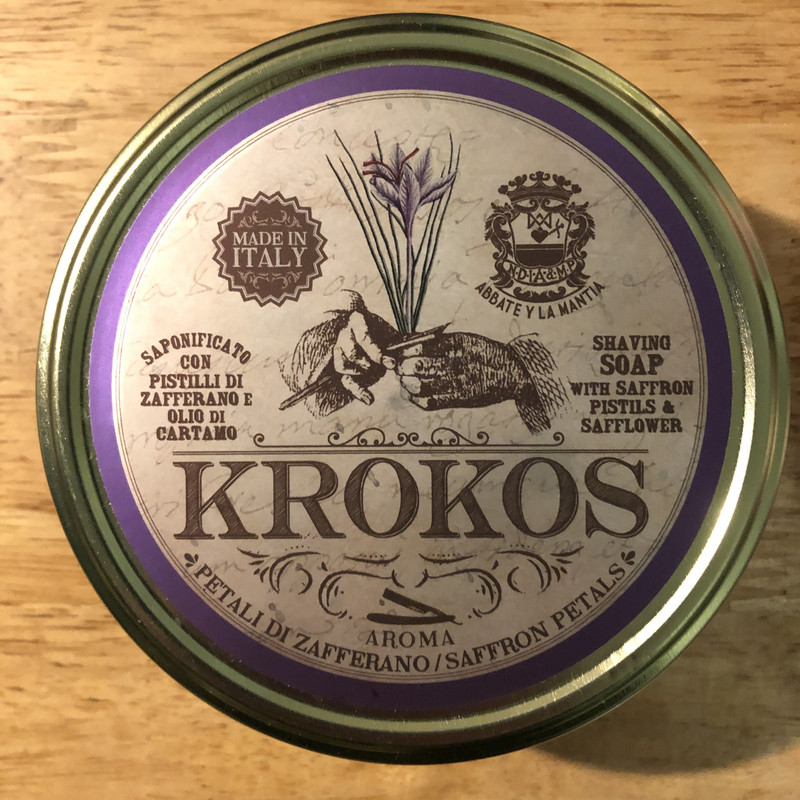 MADE IN
ITALY
N.D.I.A.&M.P.
ABBATE Y LA MANTIA
SAPONIFICATO
CON
PISTILLI DI
ZAFFERANO E
OLIO DI
CARTAMO
SHAVING
SOAP
WITH SAFFRON
PISTILS &
SAFFLOWER
KROKOS
AROMA
PETALI DI ZAFFERANO / SAFFRON PETALS